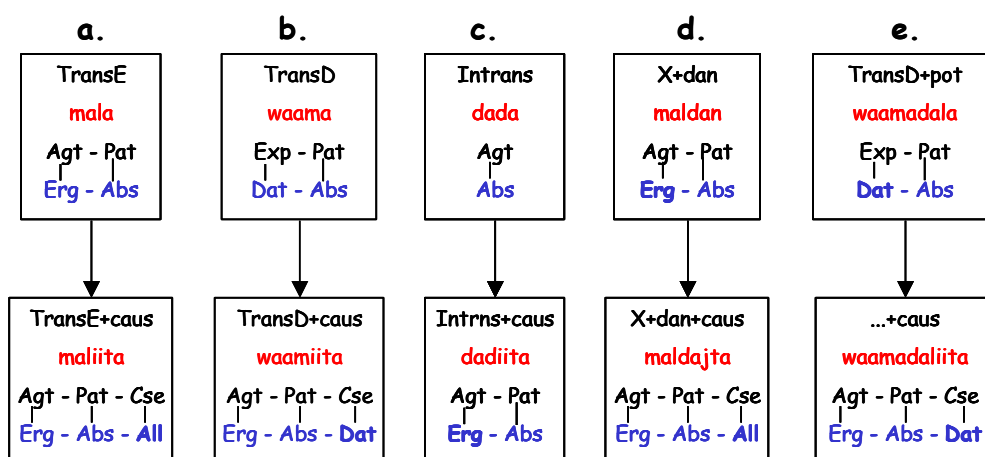 a.
TransE
mala
Agt - Pat
Erg - Abs
TransE+caus
maliita
Agt - Pat - Cse
Erg - Abs - All
b.
TransD
waama
Exp - Pat
Dat - Abs
TransD+caus
waamiita
Agt - Pat - Cse
Erg - Abs - Dat
c.
Intrans
dada
Agt
Abs
Intrns+caus
dadiita
Agt - Pat
Erg - Abs
d.
X+dan
maldan
Agt - Pat
Erg - Abs
X+dan+caus
maldajta
Agt - Pat - Cse
Erg - Abs - All
e.
TransD+pot
waamadala
Exp - Pat
Dat - Abs
...+caus
waamadaliita
Agt - Pat - Cse
Erg - Abs - Dat